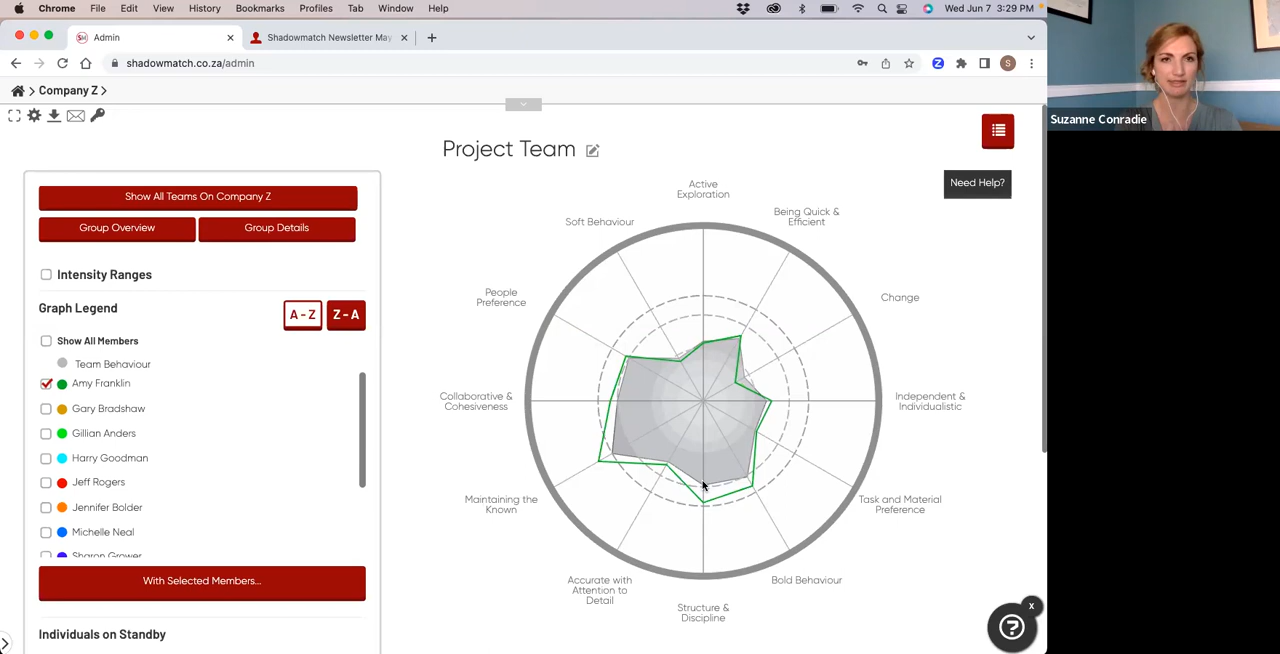 Chrome File Edit View History Bookmarks Profiles Tab Window Help
Wed Jun 7 3:29 PM
SM Admin
Shadowmatch Newsletter May
shadowmatch.co.za/admin
S
Company Z
Project Team
Need Help?
Show All Teams On Company Z
Group Overview
Group Details
Intensity Ranges
Graph Legend
A - Z
Z - A
Show All Members
Team Behaviour
Amy Franklin
Gary Bradshaw
Gillian Anders
Harry Goodman
Jeff Rogers
Jennifer Bolder
Michelle Neal
Sharon Grower
With Selected Members...
Individuals on Standby
Active
Exploration
Being Quick &
Efficient
Change
Independent &
Individualistic
Task and Material
Preference
Bold Behaviour
Structure &
Discipline
Accurate with
Attention to
Detail
Maintaining the
Known
Collaborative &
Cohesiveness
People
Preference
Soft Behaviour
x
?
Suzanne Conradie